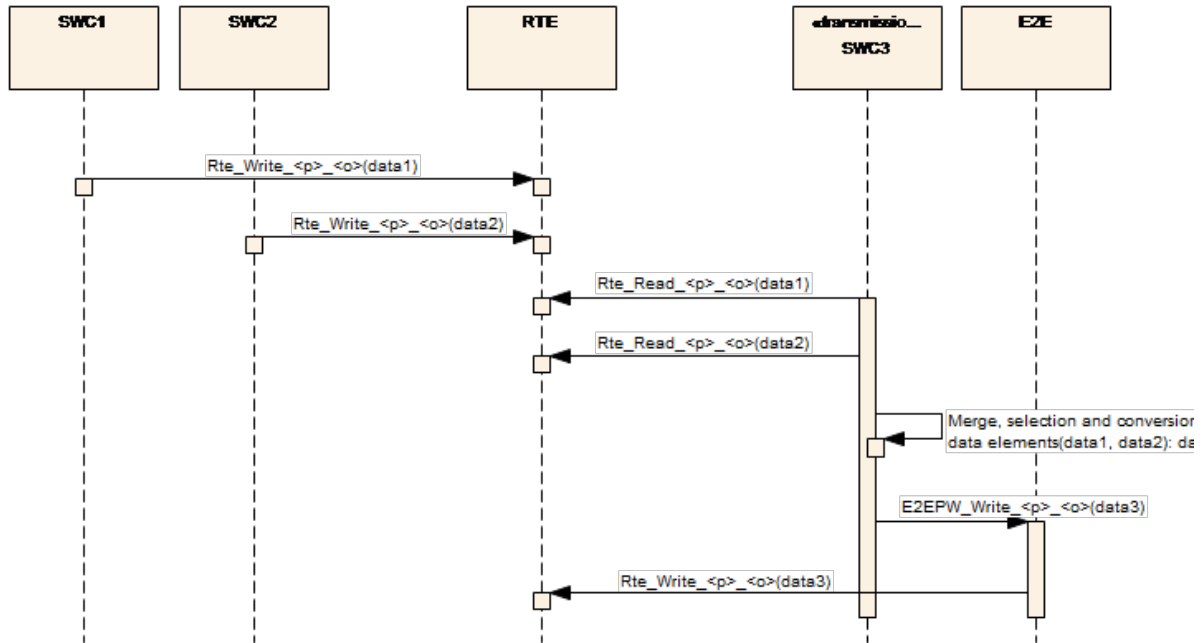 SWC1
SWC2
RTE
SWC3
E2E
Rte_Write_<p>_<o>(data1)
Rte_Write_<p>_<o>(data2)
Rte_Read_<p>_<o>(data1)
Rte_Read_<p>_<o>(data2)
Merge, selection and conversion
data elements(data1, data2): da
E2EPW_Write_<p>_<o>(data3)
Rte_Write_<p>_<o>(data3)